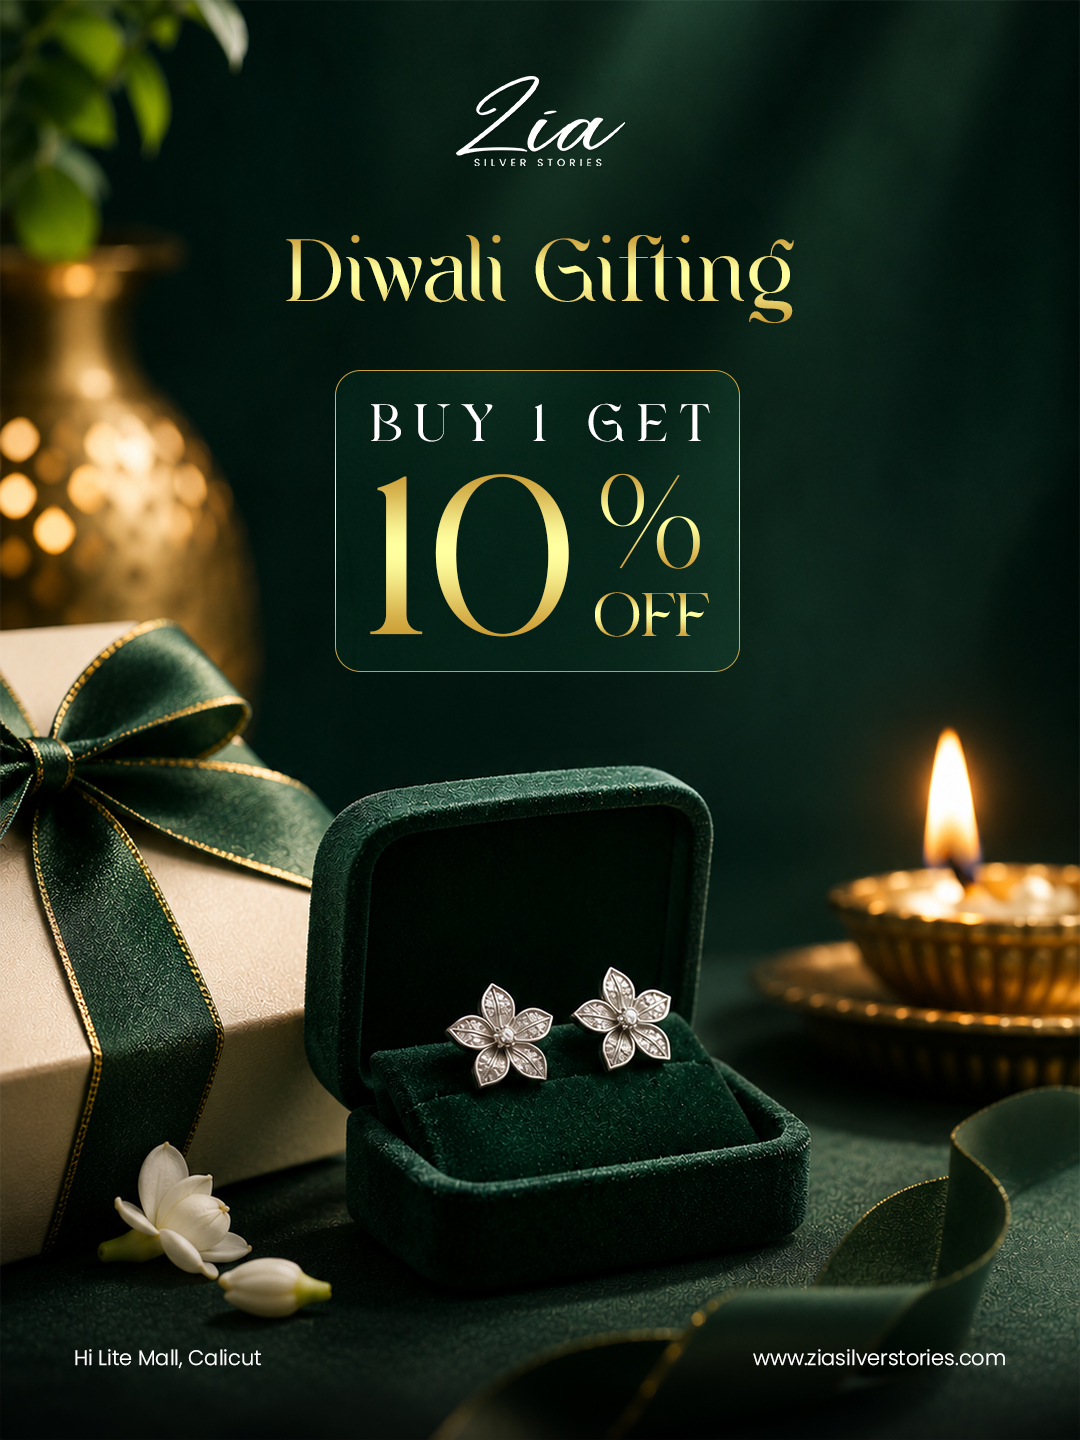 Zia
SILVER STORIES
Diwali Gifting
BUY 1 GET
10%
OFF
Hi Lite Mall, Calicut
www.ziasilverstories.com